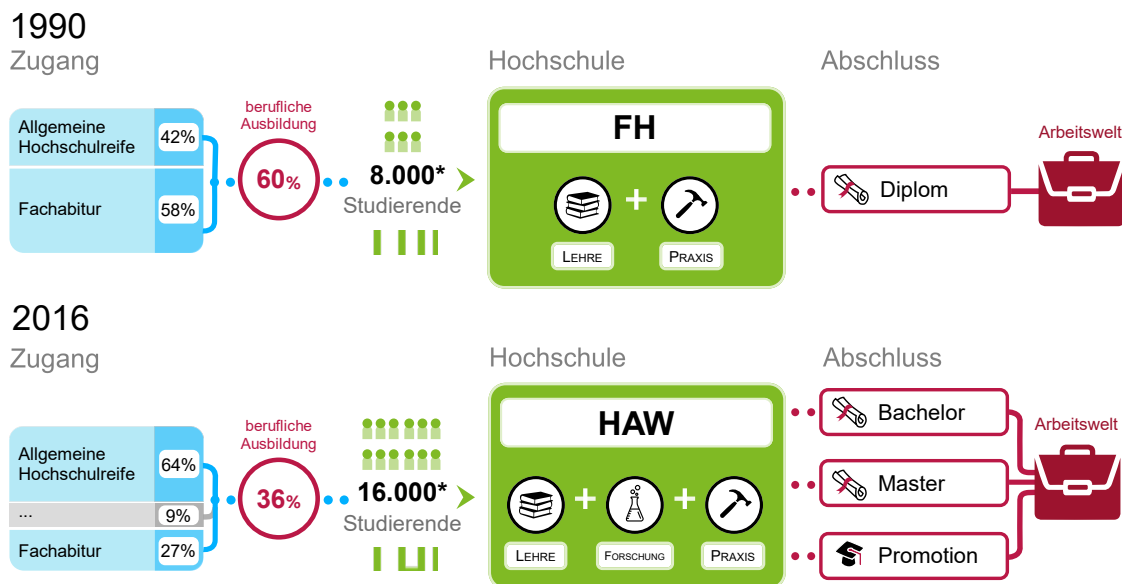 1990
Zugang
Hochschule
Abschluss
Allgemeine
Hochschulreife
42%
Fachabitur
58%
berufliche
Ausbildung
60%
8.000*
Studierende
FH
LEHRE
+
PRAXIS
Diplom
Arbeitswelt
2016
Zugang
Hochschule
Abschluss
Allgemeine
Hochschulreife
64%
...
9%
Fachabitur
27%
berufliche
Ausbildung
36%
16.000*
Studierende
HAW
LEHRE
+
FORSCHUNG
+
PRAXIS
Bachelor
Master
Promotion
Arbeitswelt